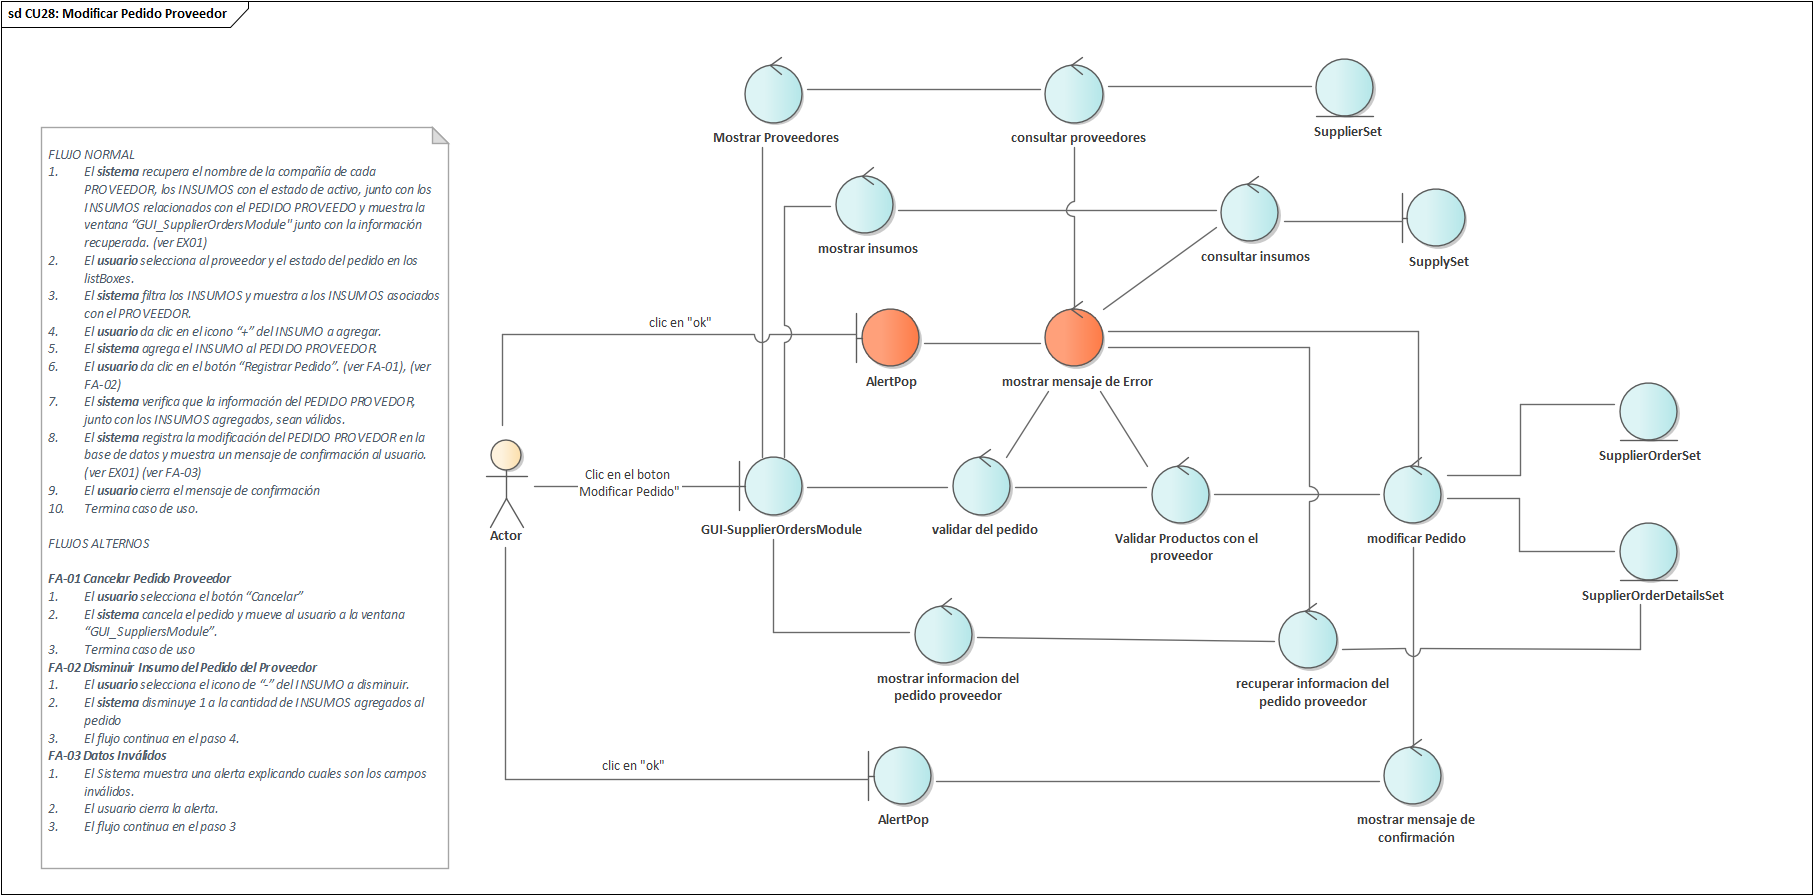 sd CU28: Modificar Pedido Proveedor
FLUJO NORMAL
1. El sistema recupera el nombre de la compañía de cada
PROVEEDOR, los INSUMOS con el estado de activo, junto con los
INSUMOS relacionados con el PEDIDO PROVEEDO y muestra la
ventana “GUI_SupplierOrdersModule" junto con la información
recuperada. (ver EX01)
2. El usuario selecciona al proveedor y el estado del pedido en los
listBoxes.
3. El sistema filtra los INSUMOS y muestra a los INSUMOS asociados
con el PROVEEDOR.
4. El usuario da clic en el icono “+” del INSUMO a agregar.
5. El sistema agrega el INSUMO al PEDIDO PROVEEDOR.
6. El usuario da clic en el botón “Registrar Pedido”. (ver FA-01), (ver
FA-02)
7. El sistema verifica que la información del PEDIDO PROVEDOR,
junto con los INSUMOS agregados, sean válidos.
8. El sistema registra la modificación del PEDIDO PROVEDOR en la
base de datos y muestra un mensaje de confirmación al usuario.
(ver EX01) (ver FA-03)
9. El usuario cierra el mensaje de confirmación
10. Termina caso de uso.
FLUJOS ALTERNOS
FA-01 Cancelar Pedido Proveedor
1. El usuario selecciona el botón “Cancelar”
2. El sistema cancela el pedido y mueve al usuario a la ventana
“GUI_SuppliersModule”.
3. Termina caso de uso
FA-02 Disminuir Insumo del Pedido del Proveedor
1. El usuario selecciona el icono de “-” del INSUMO a disminuir.
2. El sistema disminuye 1 a la cantidad de INSUMOS agregados al
pedido
3. El flujo continua en el paso 4.
FA-03 Datos Inválidos
1. El Sistema muestra una alerta explicando cuales son los campos
inválidos.
2. El usuario cierra la alerta.
3. El flujo continua en el paso 3
Mostrar Proveedores
consultar proveedores
SupplierSet
mostrar insumos
consultar insumos
SupplySet
clic en "ok"
AlertPop
mostrar mensaje de Error
SupplierOrderSet
Actor
Clic en el boton
Modificar Pedido"
GUI-SupplierOrdersModule
validar del pedido
Validar Productos con el
proveedor
modificar Pedido
SupplierOrderDetailsSet
mostrar informacion del
pedido proveedor
recuperar informacion del
pedido proveedor
clic en "ok"
AlertPop
mostrar mensaje de
confirmación